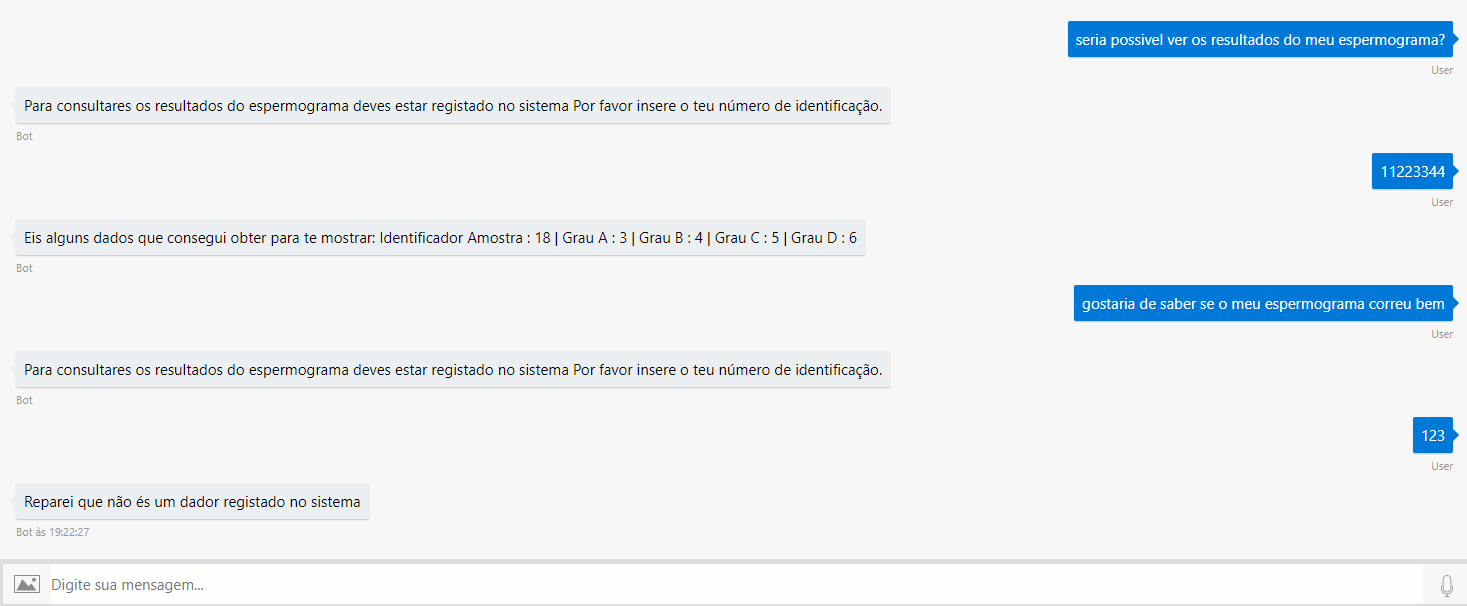 seria possivel ver os resultados do meu espermograma?
User
Para consultares os resultados do espermograma deves estar registado no sistema Por favor insere o teu número de identificação.
Bot
11223344
User
Eis alguns dados que consegui obter para te mostrar: Identificador Amostra : 18 | Grau A : 3 | Grau B : 4 | Grau C : 5 | Grau D : 6
Bot
gostaria de saber se o meu espermograma correu bem
User
Para consultares os resultados do espermograma deves estar registado no sistema Por favor insere o teu número de identificação.
Bot
123
User
Reparei que não és um dador registado no sistema
Bot às 19:22:27
Digite sua mensagem...